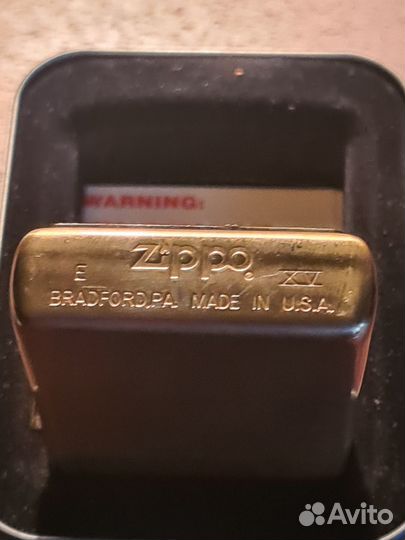 WARNING:
Zippo
E XV
BRADFORD,PA. MADE IN U.S.A.
Avito